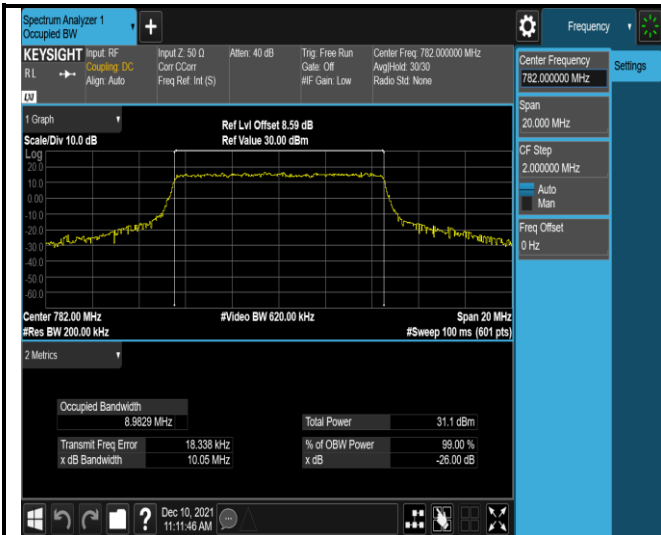 Spectrum Analyzer 1
Occupied BW
+
Frequency
KEYSIGHT
R L
LXI
Input: RF
Coupling: DC
Align: Auto
Input Z: 50 Ω
Corr CCorr
Freq Ref: Int (S)
Atten: 40 dB
Trig: Free Run
Gate: Off
#IF Gain: Low
Center Freq: 782.000000 MHz
Avg|Hold: 30/30
Radio Std: None
Center Frequency
782.000000 MHz
Settings
Span
20.000 MHz
CF Step
2.000000 MHz
Auto
Man
Freq Offset
0 Hz
1 Graph
Scale/Div 10.0 dB
Ref Lvl Offset 8.59 dB
Ref Value 30.00 dBm
Log
20.0
10.0
0.00
-10.0
-20.0
-30.0
-40.0
-50.0
-60.0
Center 782.00 MHz
#Video BW 620.00 kHz
Span 20 MHz
#Res BW 200.00 kHz
#Sweep 100 ms (601 pts)
2 Metrics
Occupied Bandwidth
8.9829 MHz
Total Power 31.1 dBm
Transmit Freq Error 18.338 kHz
% of OBW Power 99.00 %
x dB Bandwidth 10.05 MHz
x dB -26.00 dB
?
Dec 10, 2021
11:11:46 AM